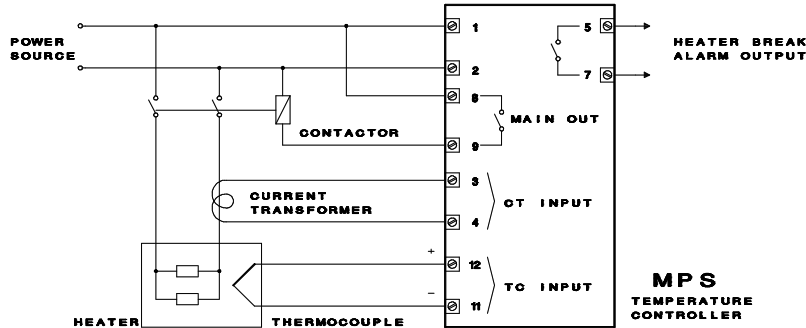 POWER
SOURCE
1
2
8
9
3
4
12
11
5
7
HEATER BREAK
ALARM OUTPUT
MAIN OUT
CONTACTOR
CURRENT
TRANSFORMER
CT INPUT
+
−
TC INPUT
HEATER
THERMOCOUPLE
MPS
TEMPERATURE
CONTROLLER